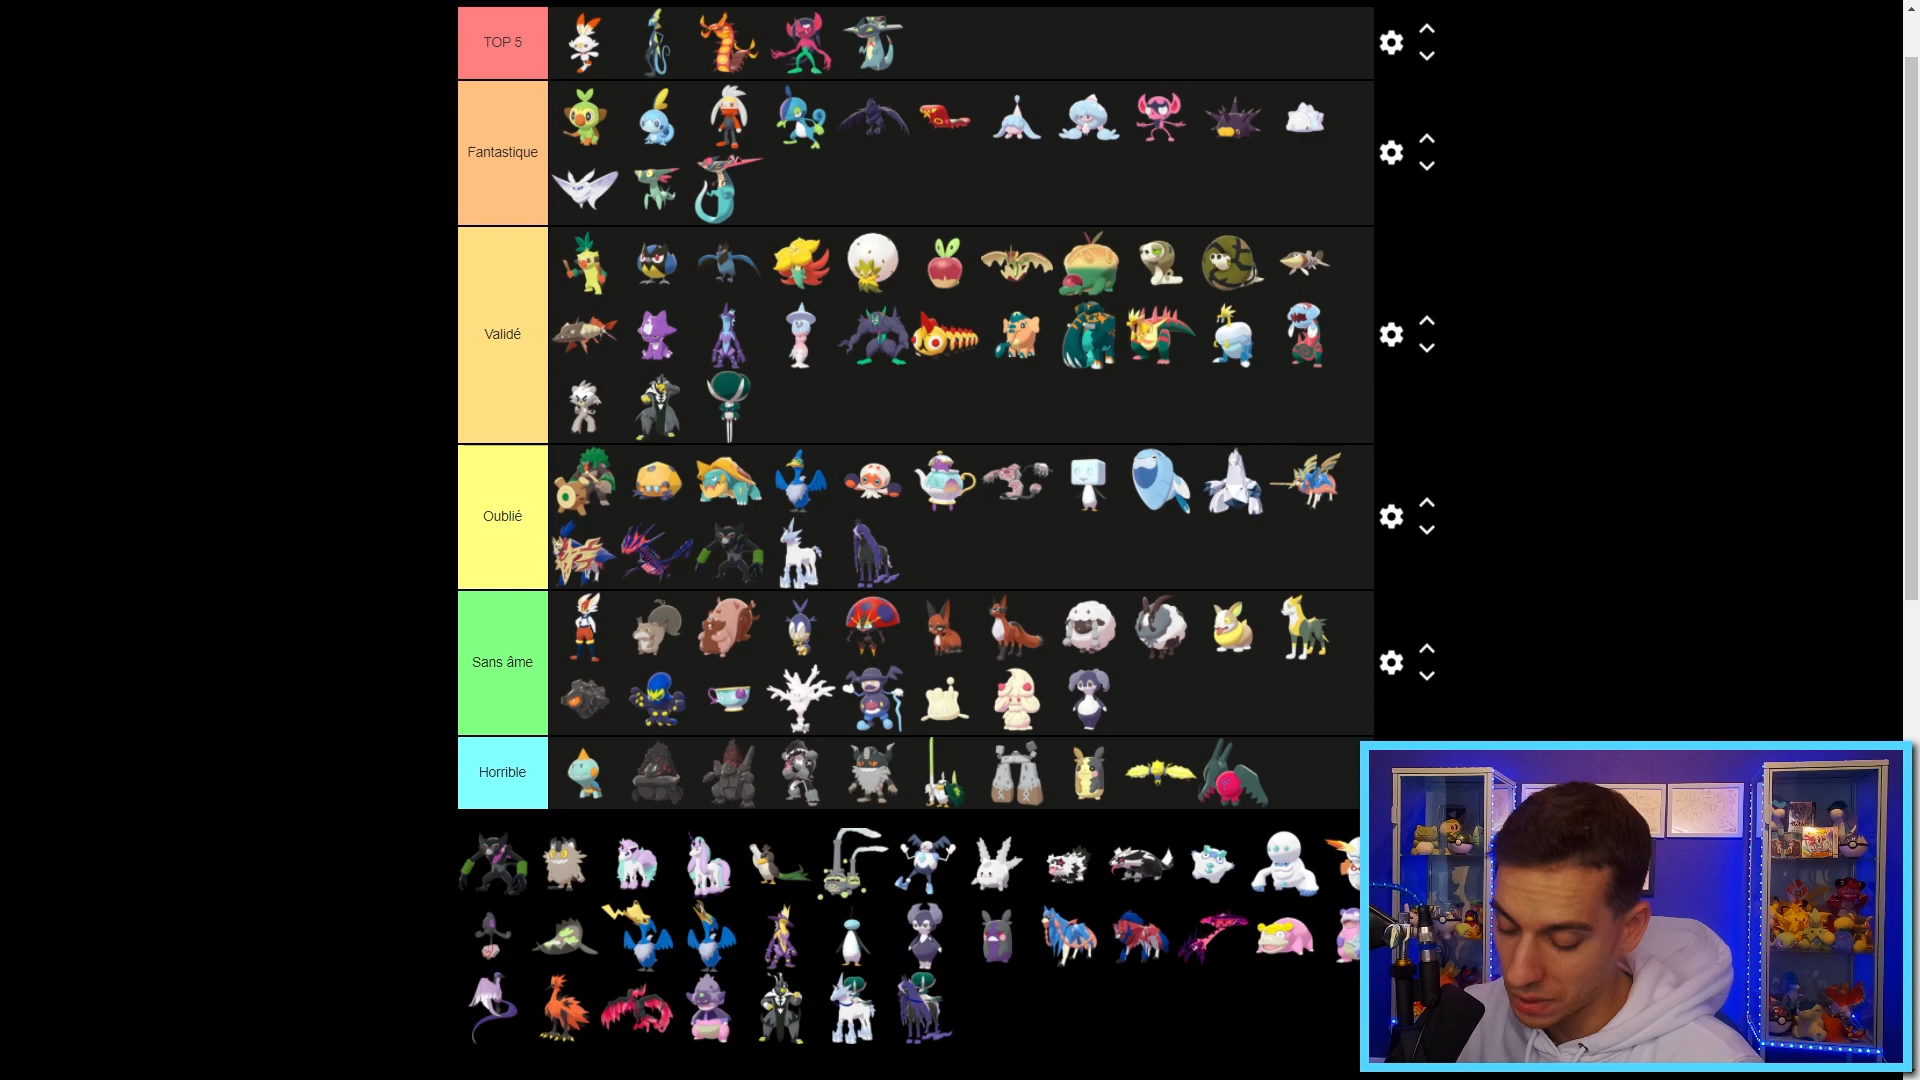 TOP 5
Fantastique
Validé
Oublié
Sans âme
Horrible